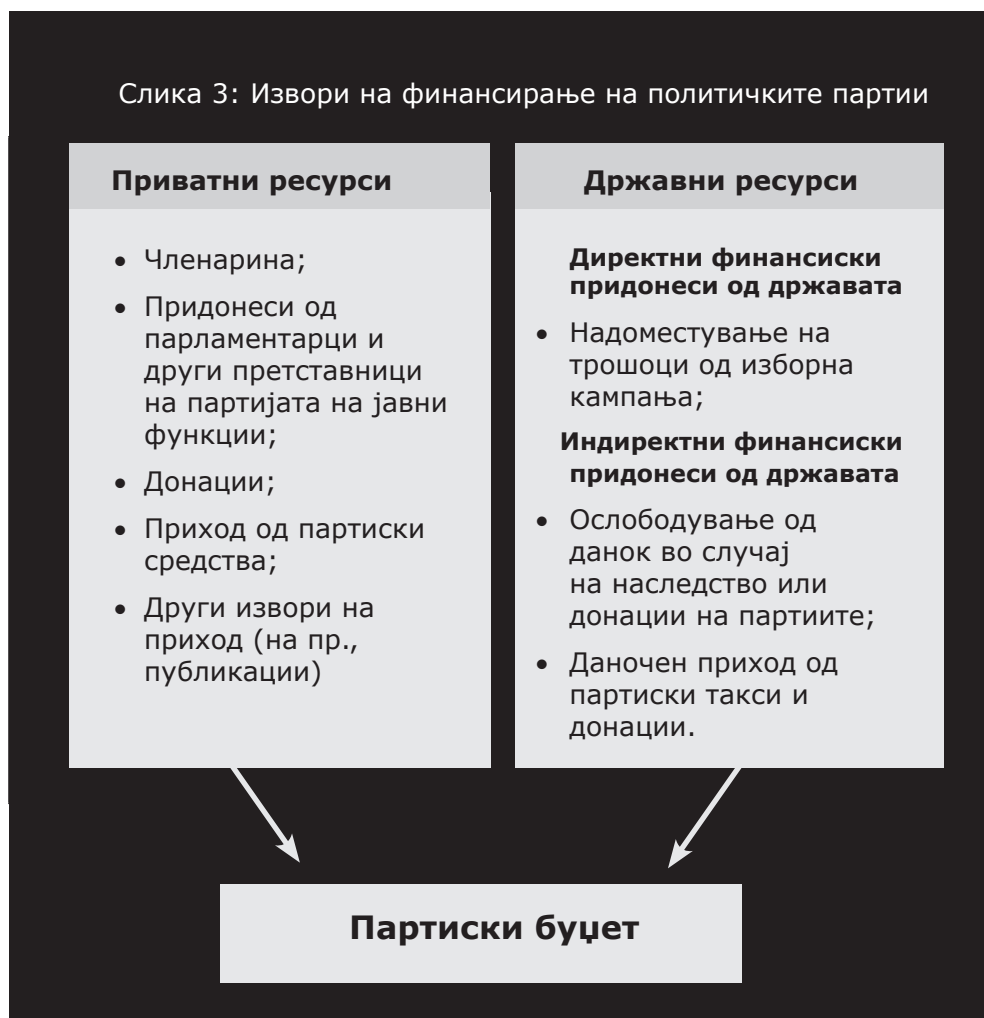 Слика 3: Извори на финансирање на политичките партии
Приватни ресурси
• Членарина;
• Придонеси од
парламентарци и
други претставници
на партијата на јавни
функции;
• Донации;
• Приход од партиски
средства;
• Други извори на
приход (на пр.,
публикации)
Државни ресурси
Директни финансиски
придонеси од државата
• Надоместување на
трошоци од изборна
кампања;
Индиректни финансиски
придонеси од државата
• Ослободување од
данок во случај
на наследство или
донации на партиите;
• Даночен приход од
партиски такси и
донации.
Партиски буџет